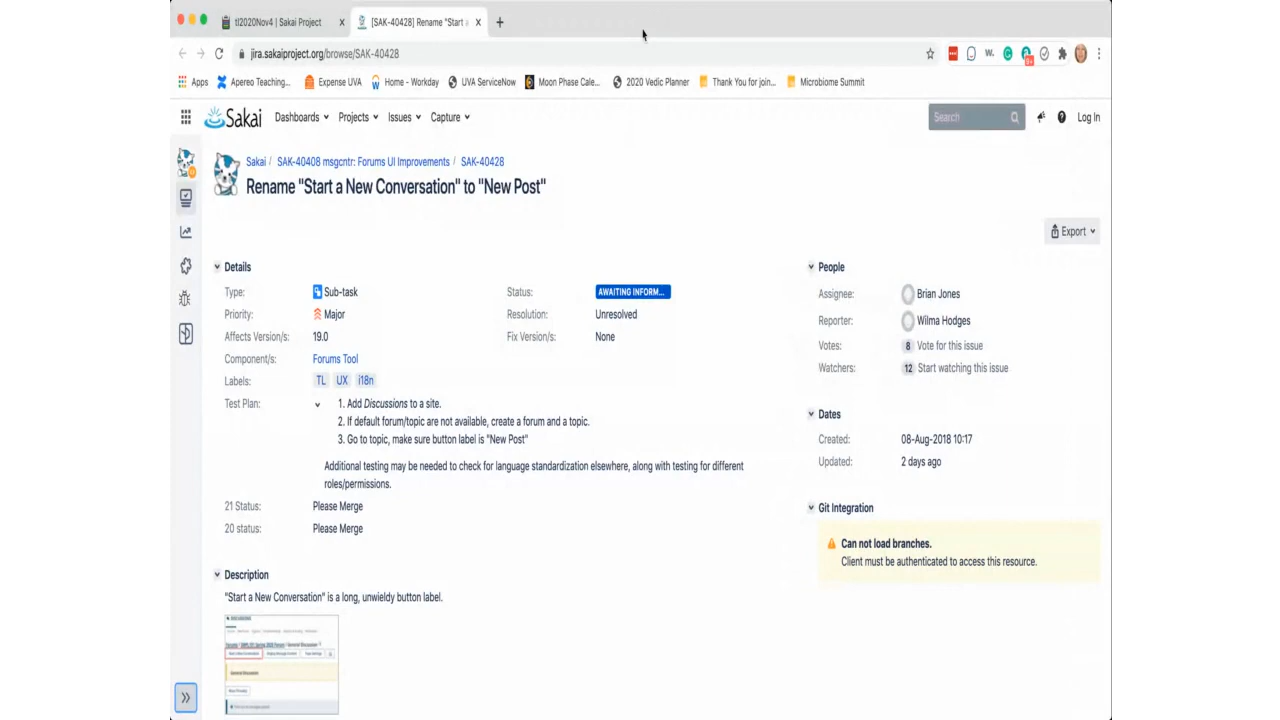 tl2020Nov4 | Sakai Project
[SAK-40428] Rename "Start a
jira.sakaiproject.org/browse/SAK-40428
Apps
Apereo Teaching...
Expense UVA
Home - Workday
UVA ServiceNow
Moon Phase Cale...
2020 Vedic Planner
Thank You for join...
Microbiome Summit
Sakai
Dashboards
Projects
Issues
Capture
Search
Log In
Sakai / SAK-40408 msgcntr: Forums UI Improvements / SAK-40428
Rename "Start a New Conversation" to "New Post"
Export
Details
Type: Sub-task
Status: AWAITING INFORM...
Priority: Major
Resolution: Unresolved
Affects Version/s: 19.0
Fix Version/s: None
Component/s: Forums Tool
Labels: TL UX i18n
Test Plan:
1. Add Discussions to a site.
2. If default forum/topic are not available, create a forum and a topic.
3. Go to topic, make sure button label is "New Post"
Additional testing may be needed to check for language standardization elsewhere, along with testing for different
roles/permissions.
21 Status: Please Merge
20 status: Please Merge
Description
"Start a New Conversation" is a long, unwieldy button label.
People
Assignee: Brian Jones
Reporter: Wilma Hodges
Votes: 8 Vote for this issue
Watchers: 12 Start watching this issue
Dates
Created: 08-Aug-2018 10:17
Updated: 2 days ago
Git Integration
Can not load branches.
Client must be authenticated to access this resource.